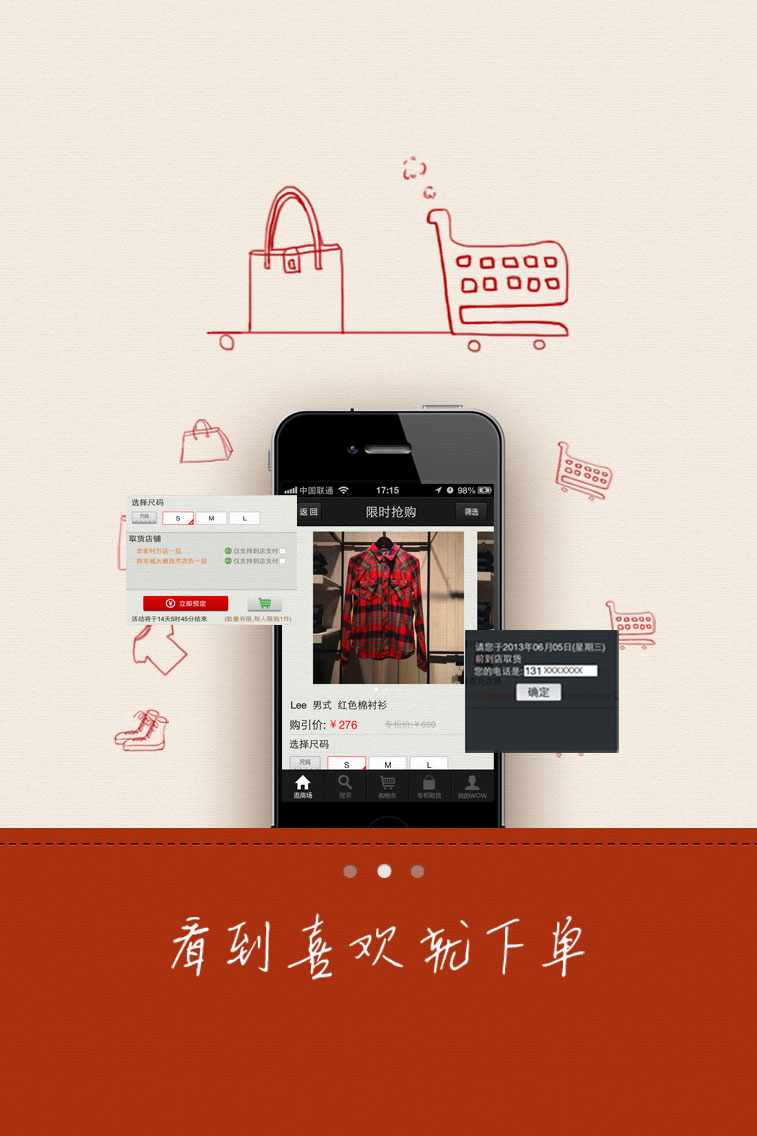 中国联通 17:15 98%
返回 限时抢购 筛选
选择尺码
尺码 S M L
取货店铺
李家村万达一层 仅支持到店支付
西市城大唐西市店负一层 仅支持到店支付
立即预定
活动将于14天5时45分结束 (数量有限,每人限购1件)
请您于2013年06月05日(星期三)
前到店取货
您的电话是: 131XXXXXXX
确定
Lee 男式 红色棉衬衫
购引价: ¥276 专柜价:¥690
选择尺码
尺码 S M L
逛商场 搜索 购物车 专柜取货 我的WOW
看到喜欢就下单